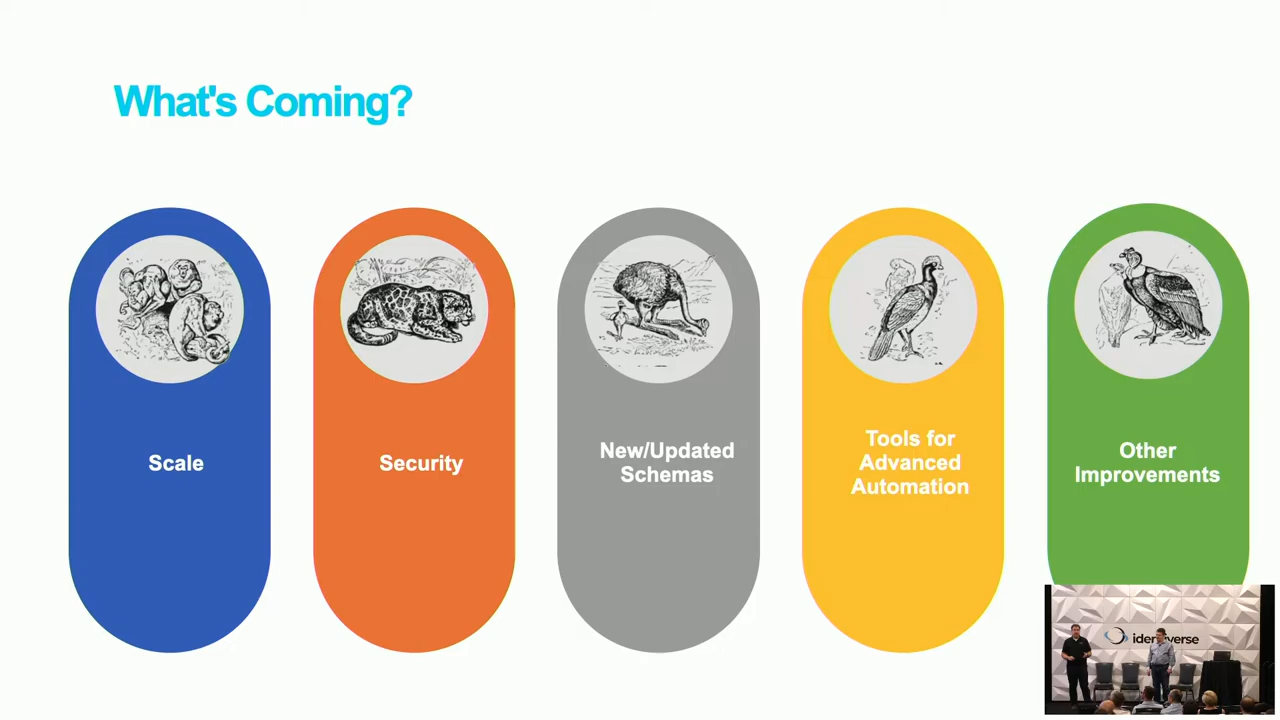 What's Coming?
Scale
Security
New/Updated
Schemas
Tools for
Advanced
Automation
Other
Improvements
identiverse